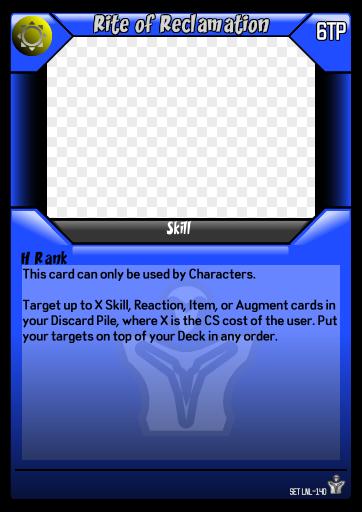 Rite of Reclamation
6TP
Skill
H Rank
This card can only be used by Characters.
Target up to X Skill, Reaction, Item, or Augment cards in
your Discard Pile, where X is the CS cost of the user. Put
your targets on top of your Deck in any order.
SET LNL-140